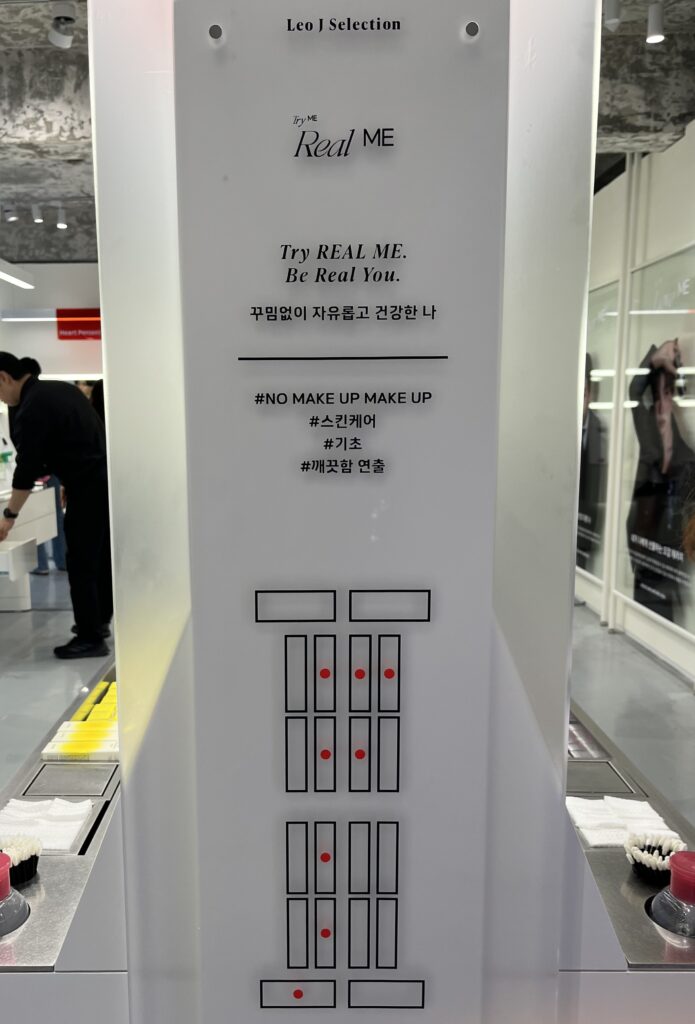 Leo J Selection
Try ME
Real ME
Try REAL ME.
Be Real You.
꾸밈없이 자유롭고 건강한 나
#NO MAKE UP MAKE UP
#스킨케어
#기초
#깨끗함 연출